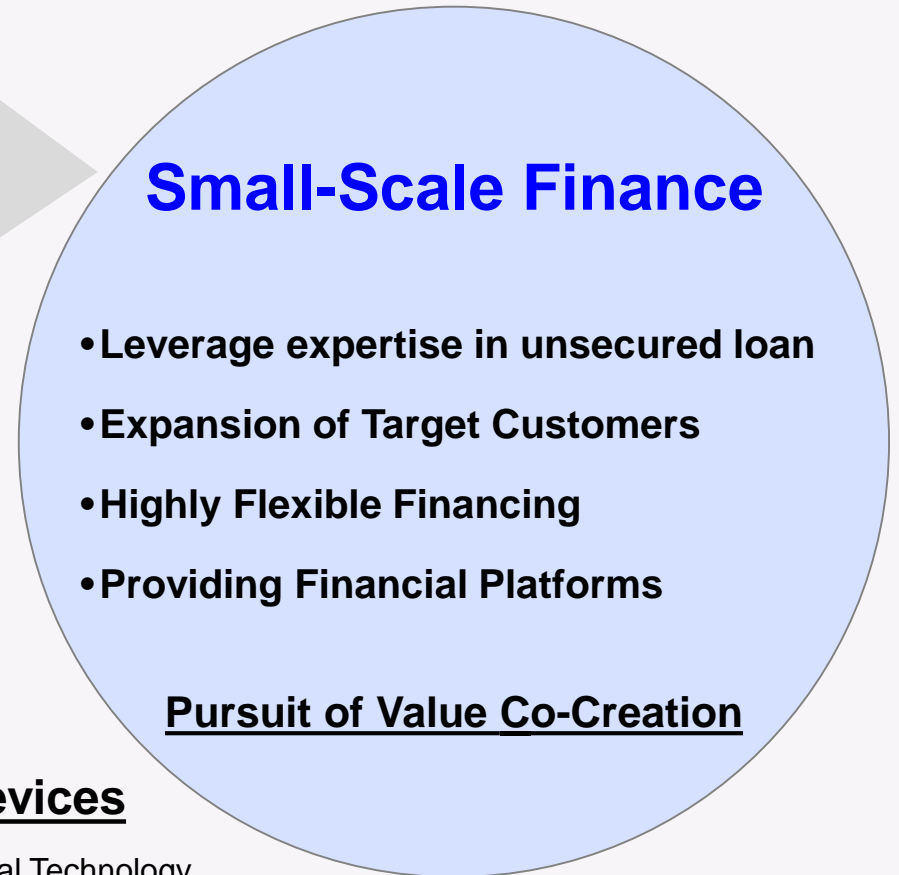 Small-Scale Finance
•Leverage expertise in unsecured loan
•Expansion of Target Customers
•Highly Flexible Financing
•Providing Financial Platforms
Pursuit of Value Co-Creation
evices
al Technology